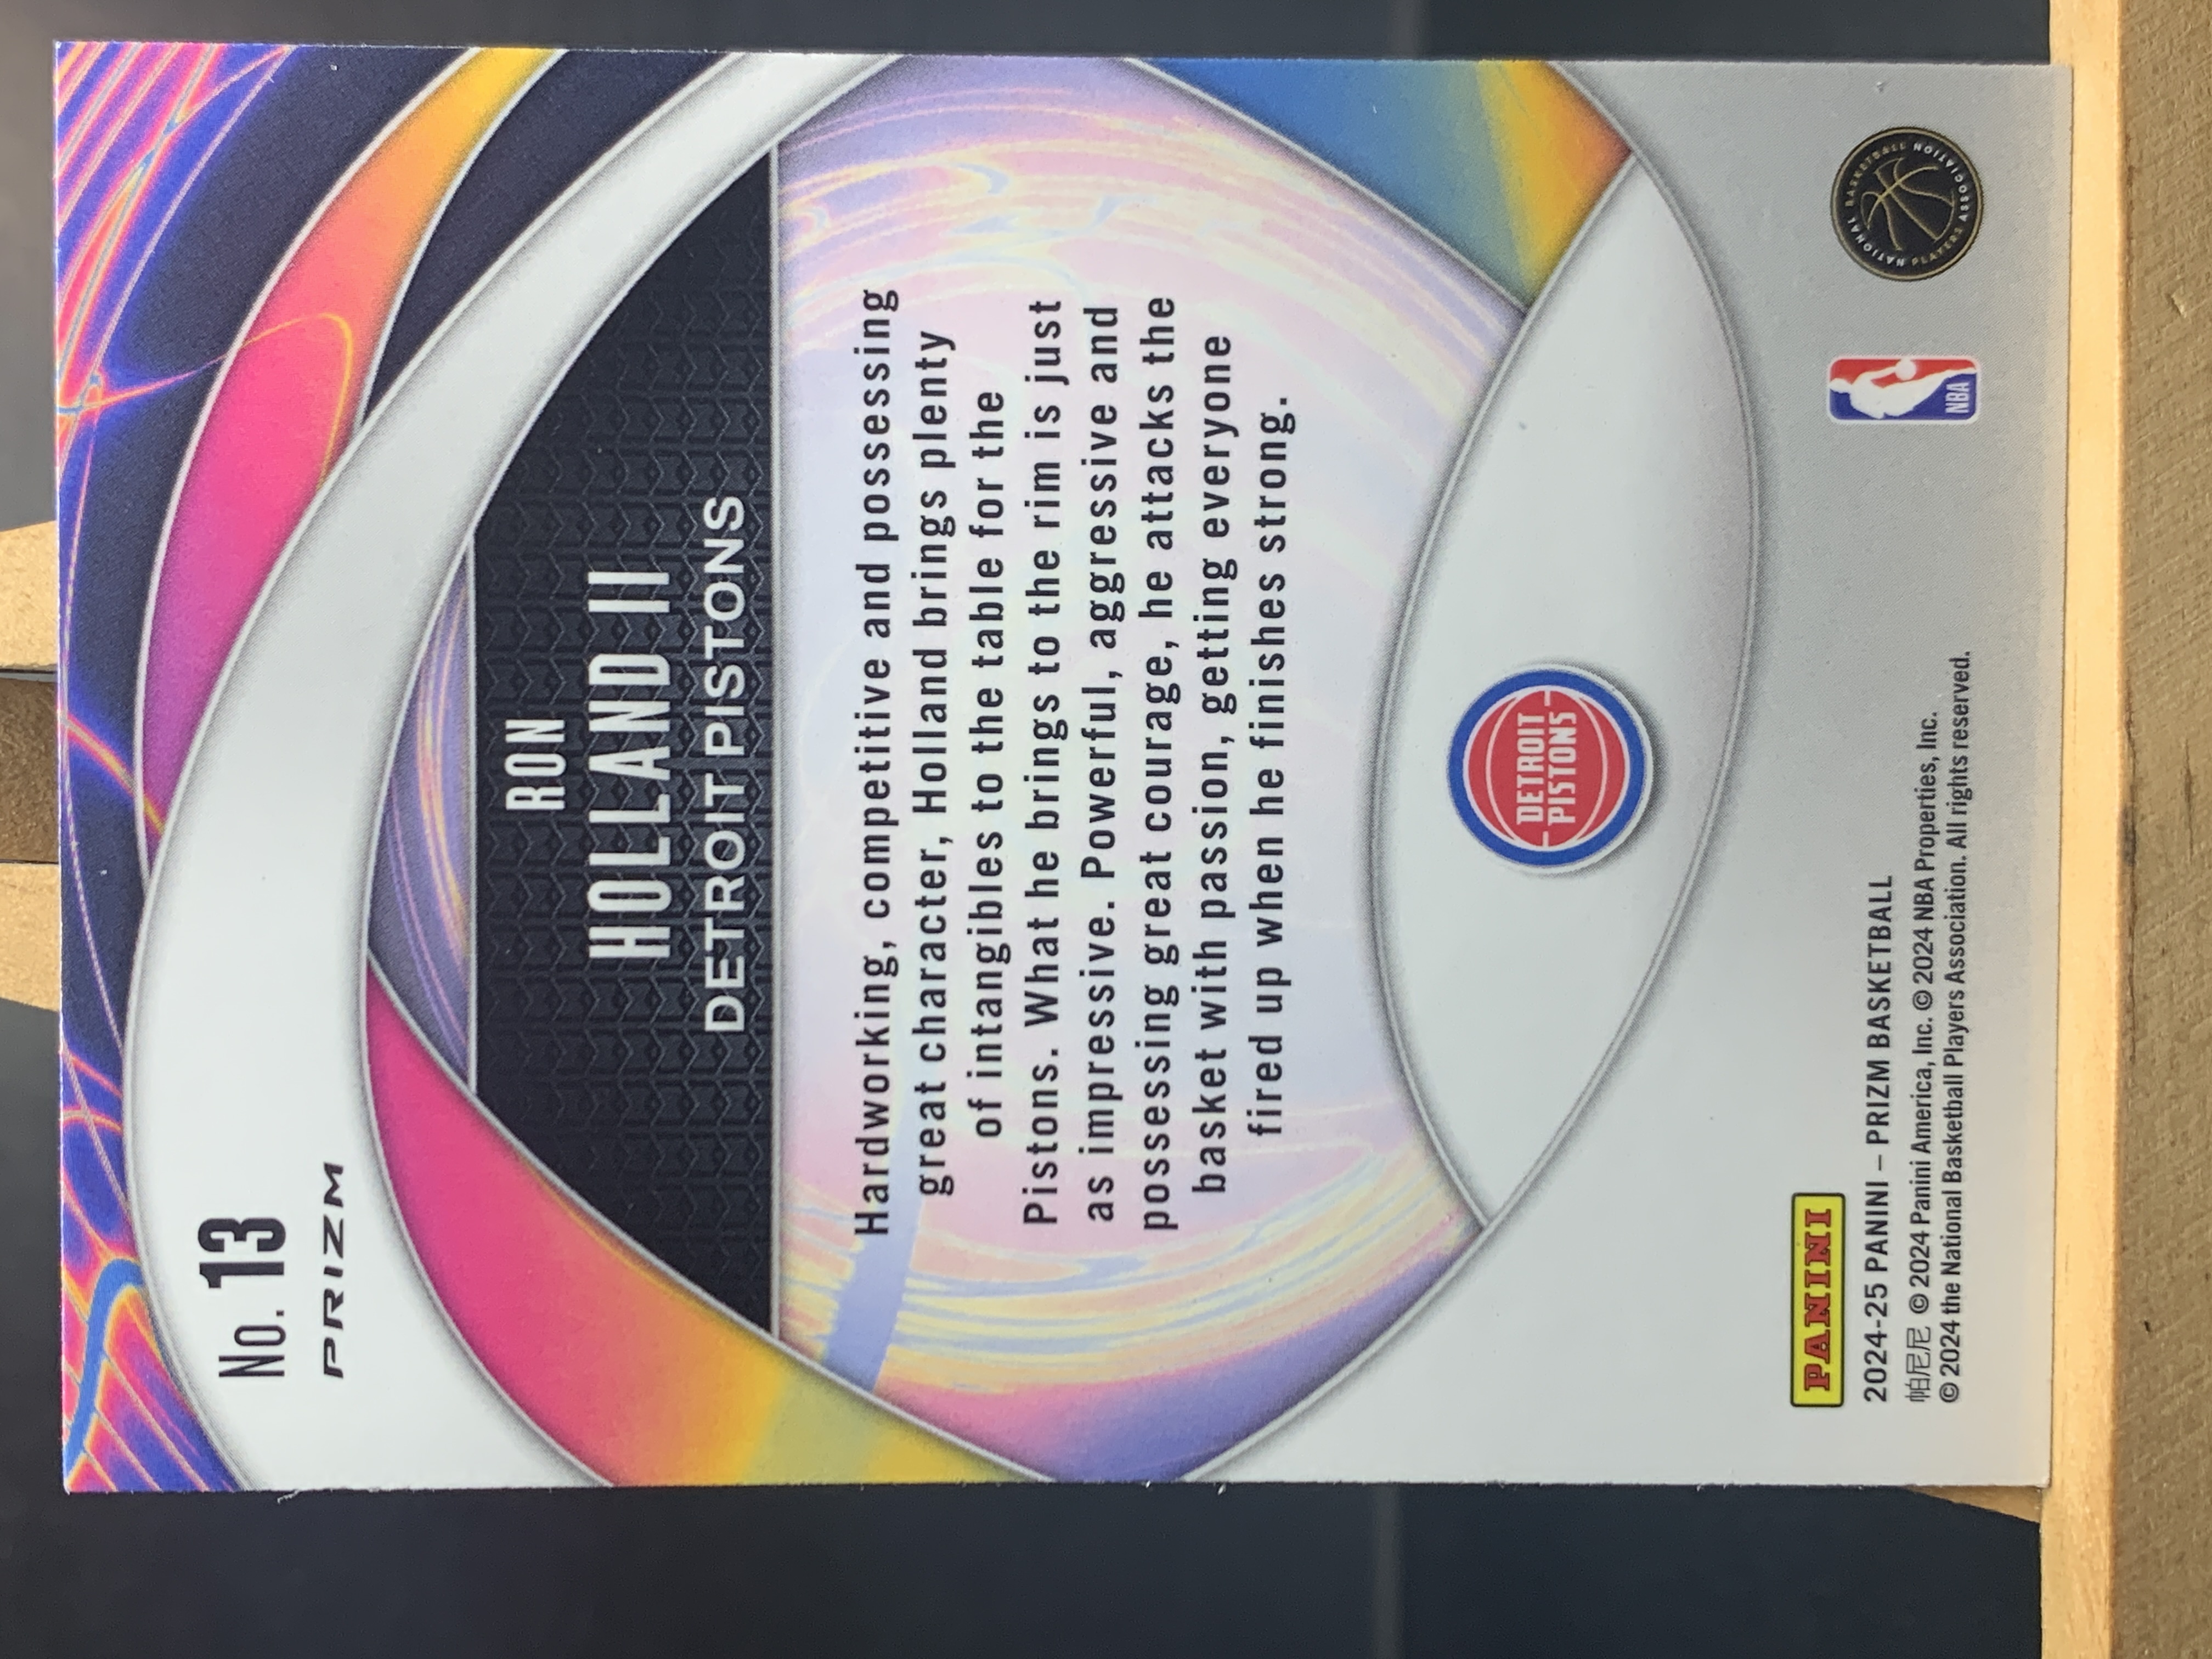 No. 13
PRIZM
RON
HOLLAND II
DETROIT PISTONS
Hardworking, competitive and possessing
great character, Holland brings plenty
of intangibles to the table for the
Pistons. What he brings to the rim is just
as impressive. Powerful, aggressive and
possessing great courage, he attacks the
basket with passion, getting everyone
fired up when he finishes strong.
DETROIT
PISTONS
PANINI
2024-25 PANINI – PRIZM BASKETBALL
帕尼尼 © 2024 Panini America, Inc. © 2024 NBA Properties, Inc.
© 2024 the National Basketball Players Association. All rights reserved.
NBA
NATIONAL BASKETBALL PLAYERS ASSOCIATION